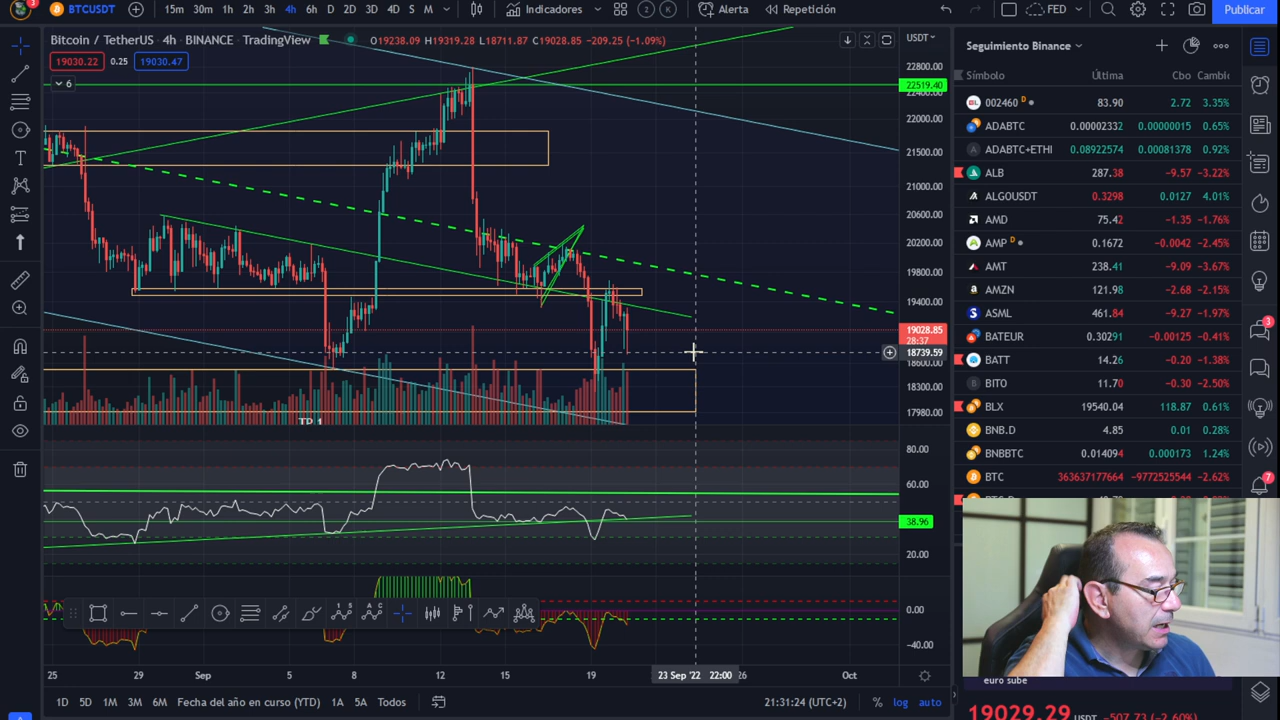 3
BTCUSDT
15m 30m 1h 2h 3h 4h 6h D 2D 3D 4D S M
Indicadores
2
Alerta
Repetición
FED
Publicar
Bitcoin / TetherUS · 4h · BINANCE · TradingView
O19238.09 H19319.28 L18711.87 C19028.85 -209.25 (-1.09%)
19030.22 0.25 19030.47
6
USDT
22800.00
22519.40
22400.00
22000.00
21500.00
21000.00
20600.00
20200.00
19800.00
19400.00
19028.85
28:37
18739.59
18600.00
18300.00
17980.00
TP 1
80.00
60.00
38.96
20.00
0.00
-40.00
25 29 Sep 5 8 12 15 19 23 Sep '22 22:00 26 Oct
1D 5D 1M 3M 6M Fecha del año en curso (YTD) 1A 5A Todos
21:31:24 (UTC+2)
% log auto
Seguimiento Binance
Símbolo Última Cbo Cambio
002460 D 83.90 2.72 3.35%
ADABTC 0.00002332 0.00000015 0.65%
ADABTC+ETHI 0.08922574 0.00081378 0.92%
ALB 287.38 -9.57 -3.22%
ALGOUSDT 0.3298 0.0127 4.01%
AMD 75.42 -1.35 -1.76%
AMP D 0.1672 -0.0042 -2.45%
AMT 238.41 -9.09 -3.67%
AMZN 121.98 -2.68 -2.15%
ASML 461.84 -9.27 -1.97%
BATEUR 0.30291 -0.00125 -0.41%
BATT 14.26 -0.20 -1.38%
BITO 11.70 -0.30 -2.50%
BLX 19540.04 118.87 0.61%
BNB.D 4.85 0.01 0.28%
BNBBTC 0.014094 0.000173 1.24%
BTC 363637177664 -9772525544 -2.62%
3
7
euro sube
19029.29 USDT -507.73 (-2.60%)